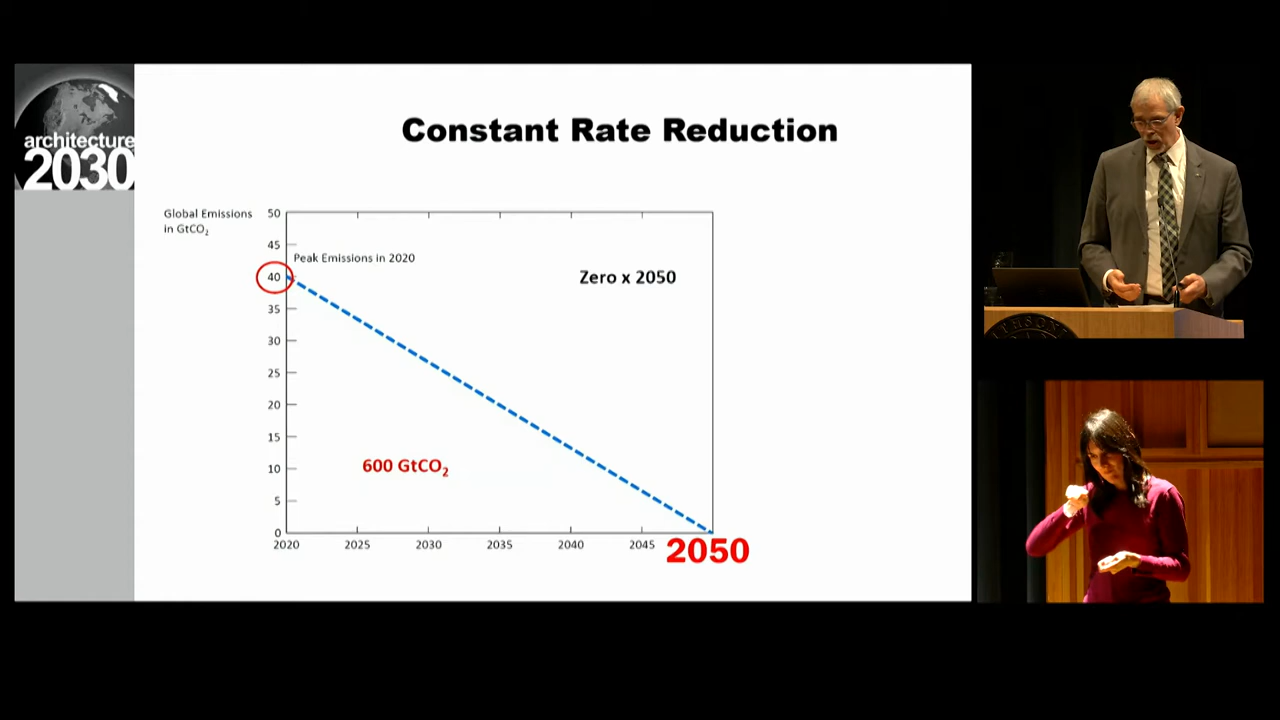 architecture
2030
Constant Rate Reduction
Global Emissions
in GtCO₂
50
45
40
35
30
25
20
15
10
5
0
Peak Emissions in 2020
Zero x 2050
600 GtCO₂
2020
2025
2030
2035
2040
2045
2050